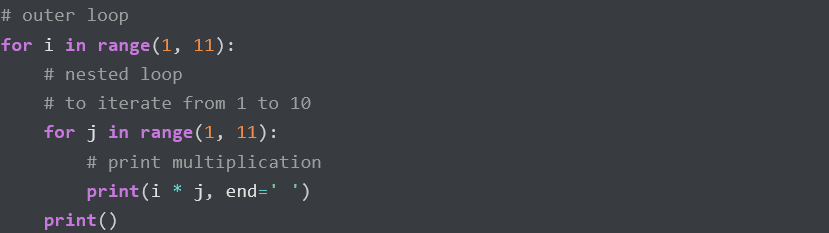 # outer loop
for i in range(1, 11):
    # nested loop
    # to iterate from 1 to 10
    for j in range(1, 11):
        # print multiplication
        print(i * j, end=' ')
    print()